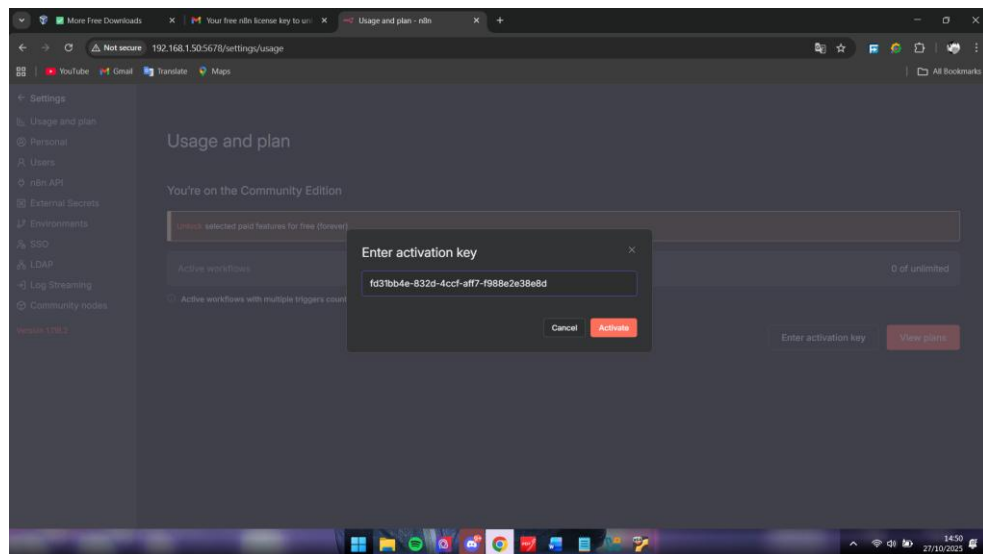 More Free Downloads
Your free n8n license key to unl
Usage and plan - n8n
Not secure
192.168.1.50:5678/settings/usage
YouTube
Gmail
Translate
Maps
All Bookmarks
Settings
Usage and plan
Personal
Users
n8n API
External Secrets
Environments
SSO
LDAP
Log Streaming
Community nodes
Usage and plan
You're on the Community Edition
Unlock selected paid features for free (forever)
Active workflows
0 of unlimited
Active workflows with multiple triggers count
Enter activation key
View plans
Enter activation key
fd31bb4e-832d-4ccf-aff7-f988e2e38e8d
Cancel
Activate
14:50
27/10/2025